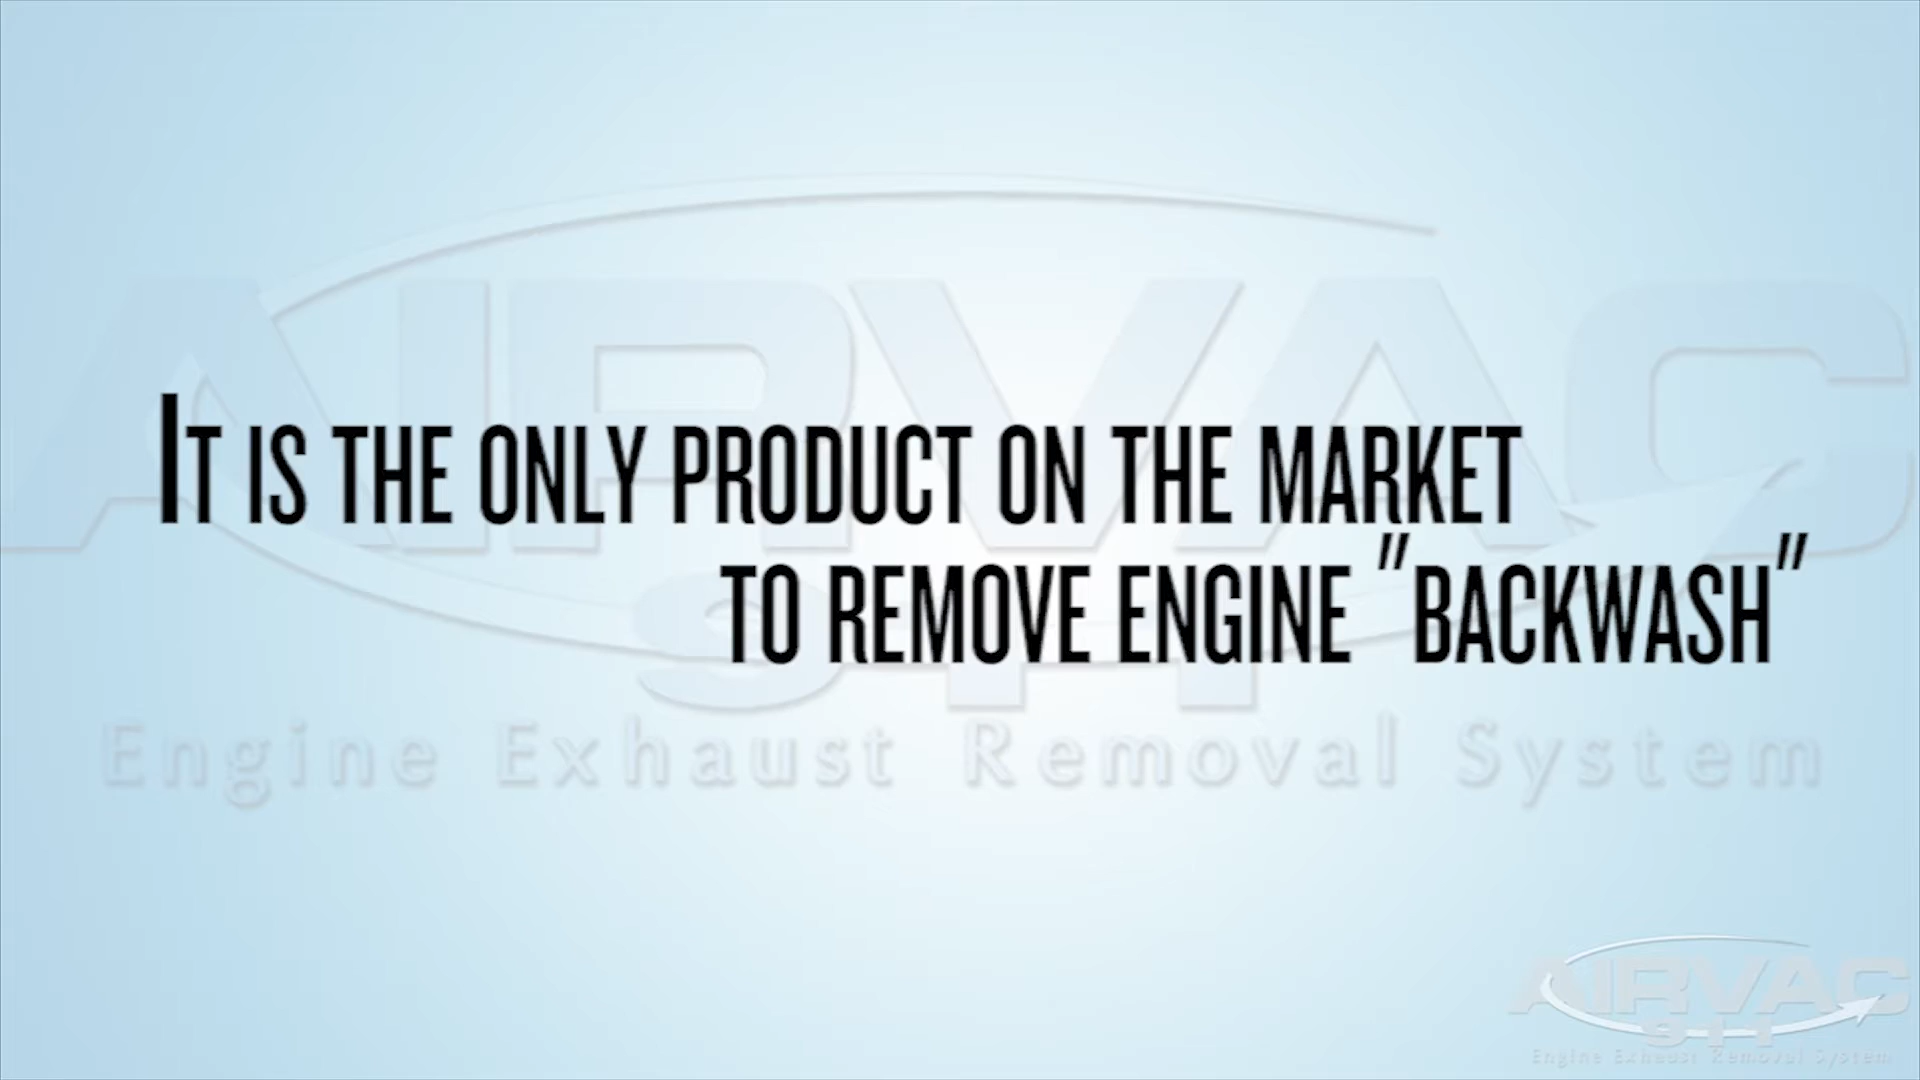 AIRVAC
911
It is the only product on the market
to remove engine "backwash"
Engine Exhaust Removal System
AIRVAC
911
Engine Exhaust Removal System